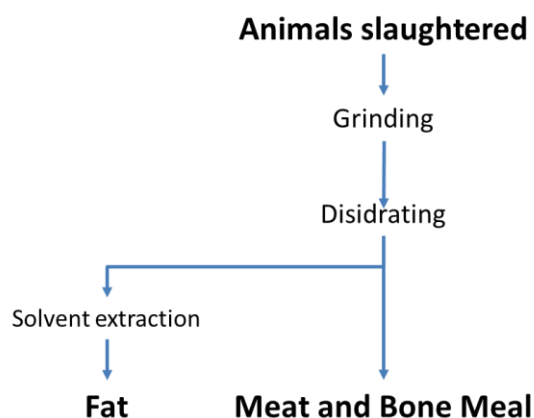 Animals slaughtered
Grinding
Disidrating
Solvent extraction
Fat
Meat and Bone Meal